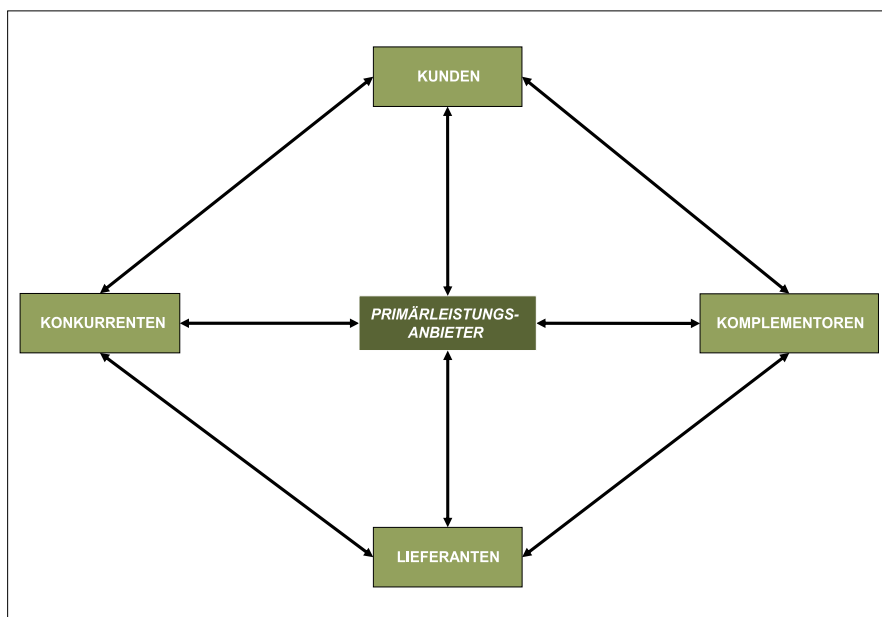 KUNDEN
KONKURRENTEN
PRIMÄRLEISTUNGS-
ANBIETER
KOMPLEMENTOREN
LIEFERANTEN